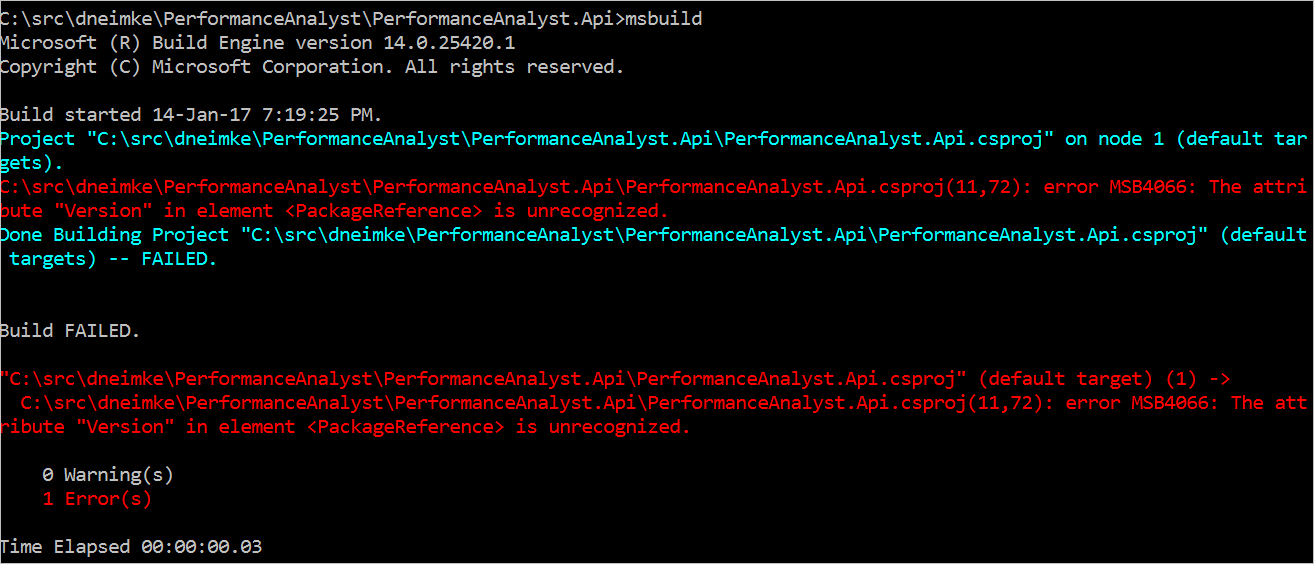 C:\src\dneimke\PerformanceAnalyst\PerformanceAnalyst.Api>msbuild
Microsoft (R) Build Engine version 14.0.25420.1
Copyright (C) Microsoft Corporation. All rights reserved.
Build started 14-Jan-17 7:19:25 PM.
Project "C:\src\dneimke\PerformanceAnalyst\PerformanceAnalyst.Api\PerformanceAnalyst.Api.csproj" on node 1 (default tar
gets).
C:\src\dneimke\PerformanceAnalyst\PerformanceAnalyst.Api\PerformanceAnalyst.Api.csproj(11,72): error MSB4066: The attri
bute "Version" in element <PackageReference> is unrecognized.
Done Building Project "C:\src\dneimke\PerformanceAnalyst\PerformanceAnalyst.Api\PerformanceAnalyst.Api.csproj" (default
 targets) -- FAILED.
Build FAILED.
"C:\src\dneimke\PerformanceAnalyst\PerformanceAnalyst.Api\PerformanceAnalyst.Api.csproj" (default target) (1) ->
  C:\src\dneimke\PerformanceAnalyst\PerformanceAnalyst.Api\PerformanceAnalyst.Api.csproj(11,72): error MSB4066: The att
ribute "Version" in element <PackageReference> is unrecognized.
    0 Warning(s)
    1 Error(s)
Time Elapsed 00:00:00.03